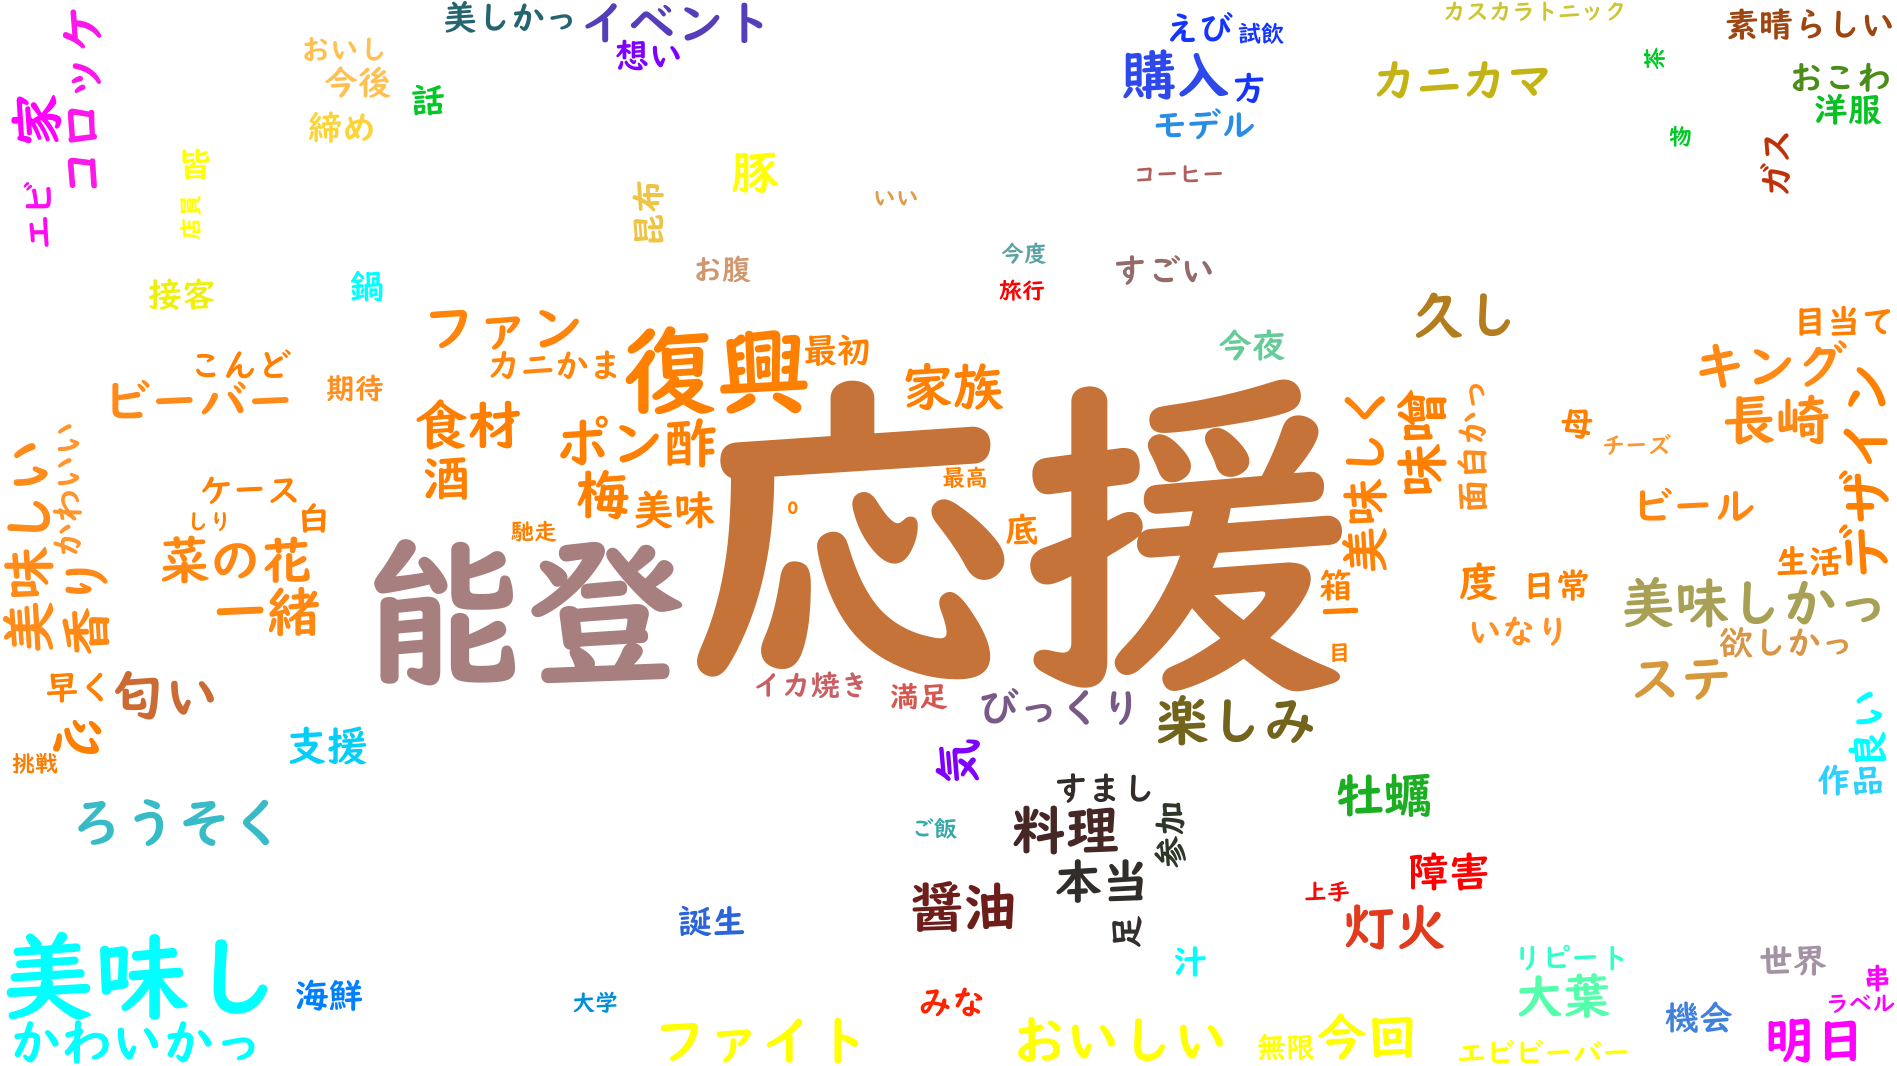 美しかっ
イベント
想い
えび
試飲
購入
方
モデル
カスカラトニック
カニカマ
茶
物
素晴らしい
おこわ
洋服
ガス
家
コロッケ
エビ
おいし
今後
締め
話
皆
店員
豚
昆布
いい
コーヒー
お腹
今度
旅行
すごい
接客
鍋
ファン
カニかま
復興
最初
家族
今夜
久し
目当て
キング
長崎
デザイン
こんど
ビーバー
期待
食材
酒
ポン酢
梅
美味
応援
最高
0
底
美味しく
味噌
面白かっ
母
チーズ
ビール
美味しい
かわいい
香り
ケース
しり
白
菜の花
一緒
馳走
能登
箱
ー
目
度
日常
いなり
生活
美味しかっ
欲しかっ
ステ
早く
匂い
心
挑戦
支援
イカ焼き
満足
びっくり
楽しみ
気
良い
作品
ろうそく
すまし
料理
参加
ご飯
本当
足
醤油
牡蠣
障害
上手
灯火
誕生
汁
美味し
かわいかっ
海鮮
大学
みな
ファイト
おいしい
無限
今回
リピート
大葉
エビビーバー
機会
世界
串
ラベル
明日